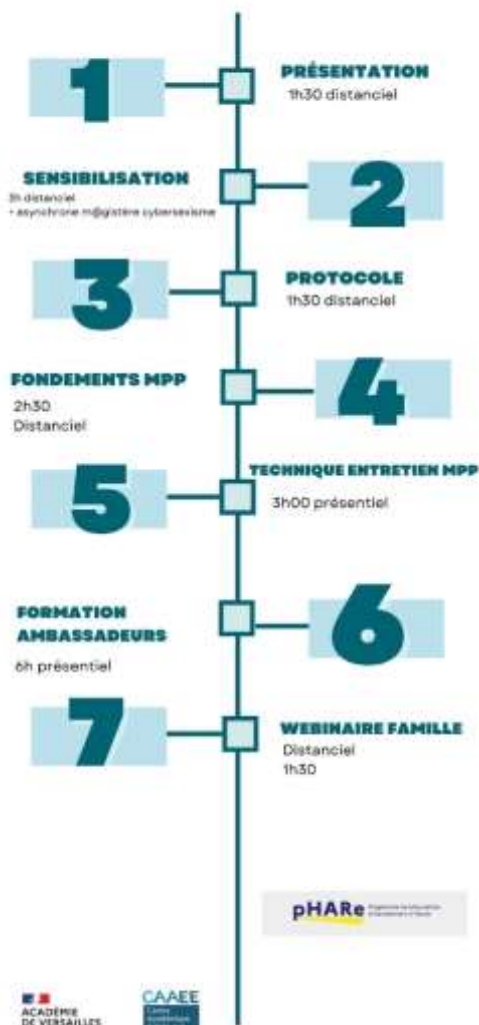 1
PRÉSENTATION
1h30 distanciel
SENSIBILISATION
3h distanciel
+ asynchrone m@gistère cybersexisme
2
3
PROTOCOLE
1h30 distanciel
FONDEMENTS MPP
2h30
Distanciel
4
5
TECHNIQUE ENTRETIEN MPP
3h00 présentiel
FORMATION
AMBASSADEURS
6h présentiel
6
7
WEBINAIRE FAMILLE
Distanciel
1h30
pHARe
ACADÉMIE
DE VERSAILLES
CAAEE